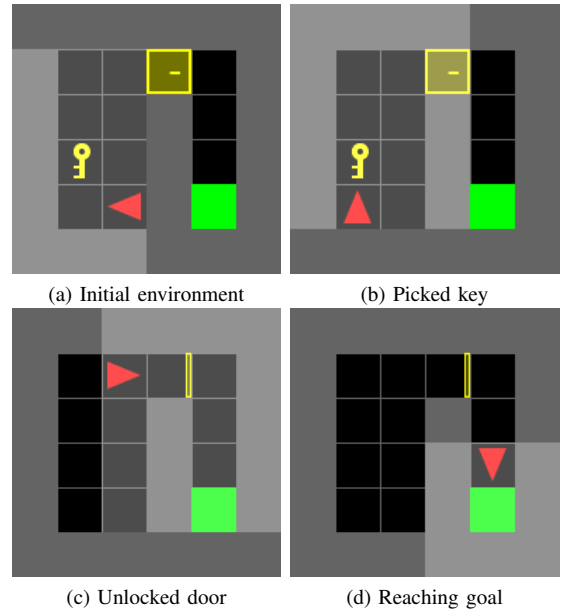 (a) Initial environment
(b) Picked key
(c) Unlocked door
(d) Reaching goal